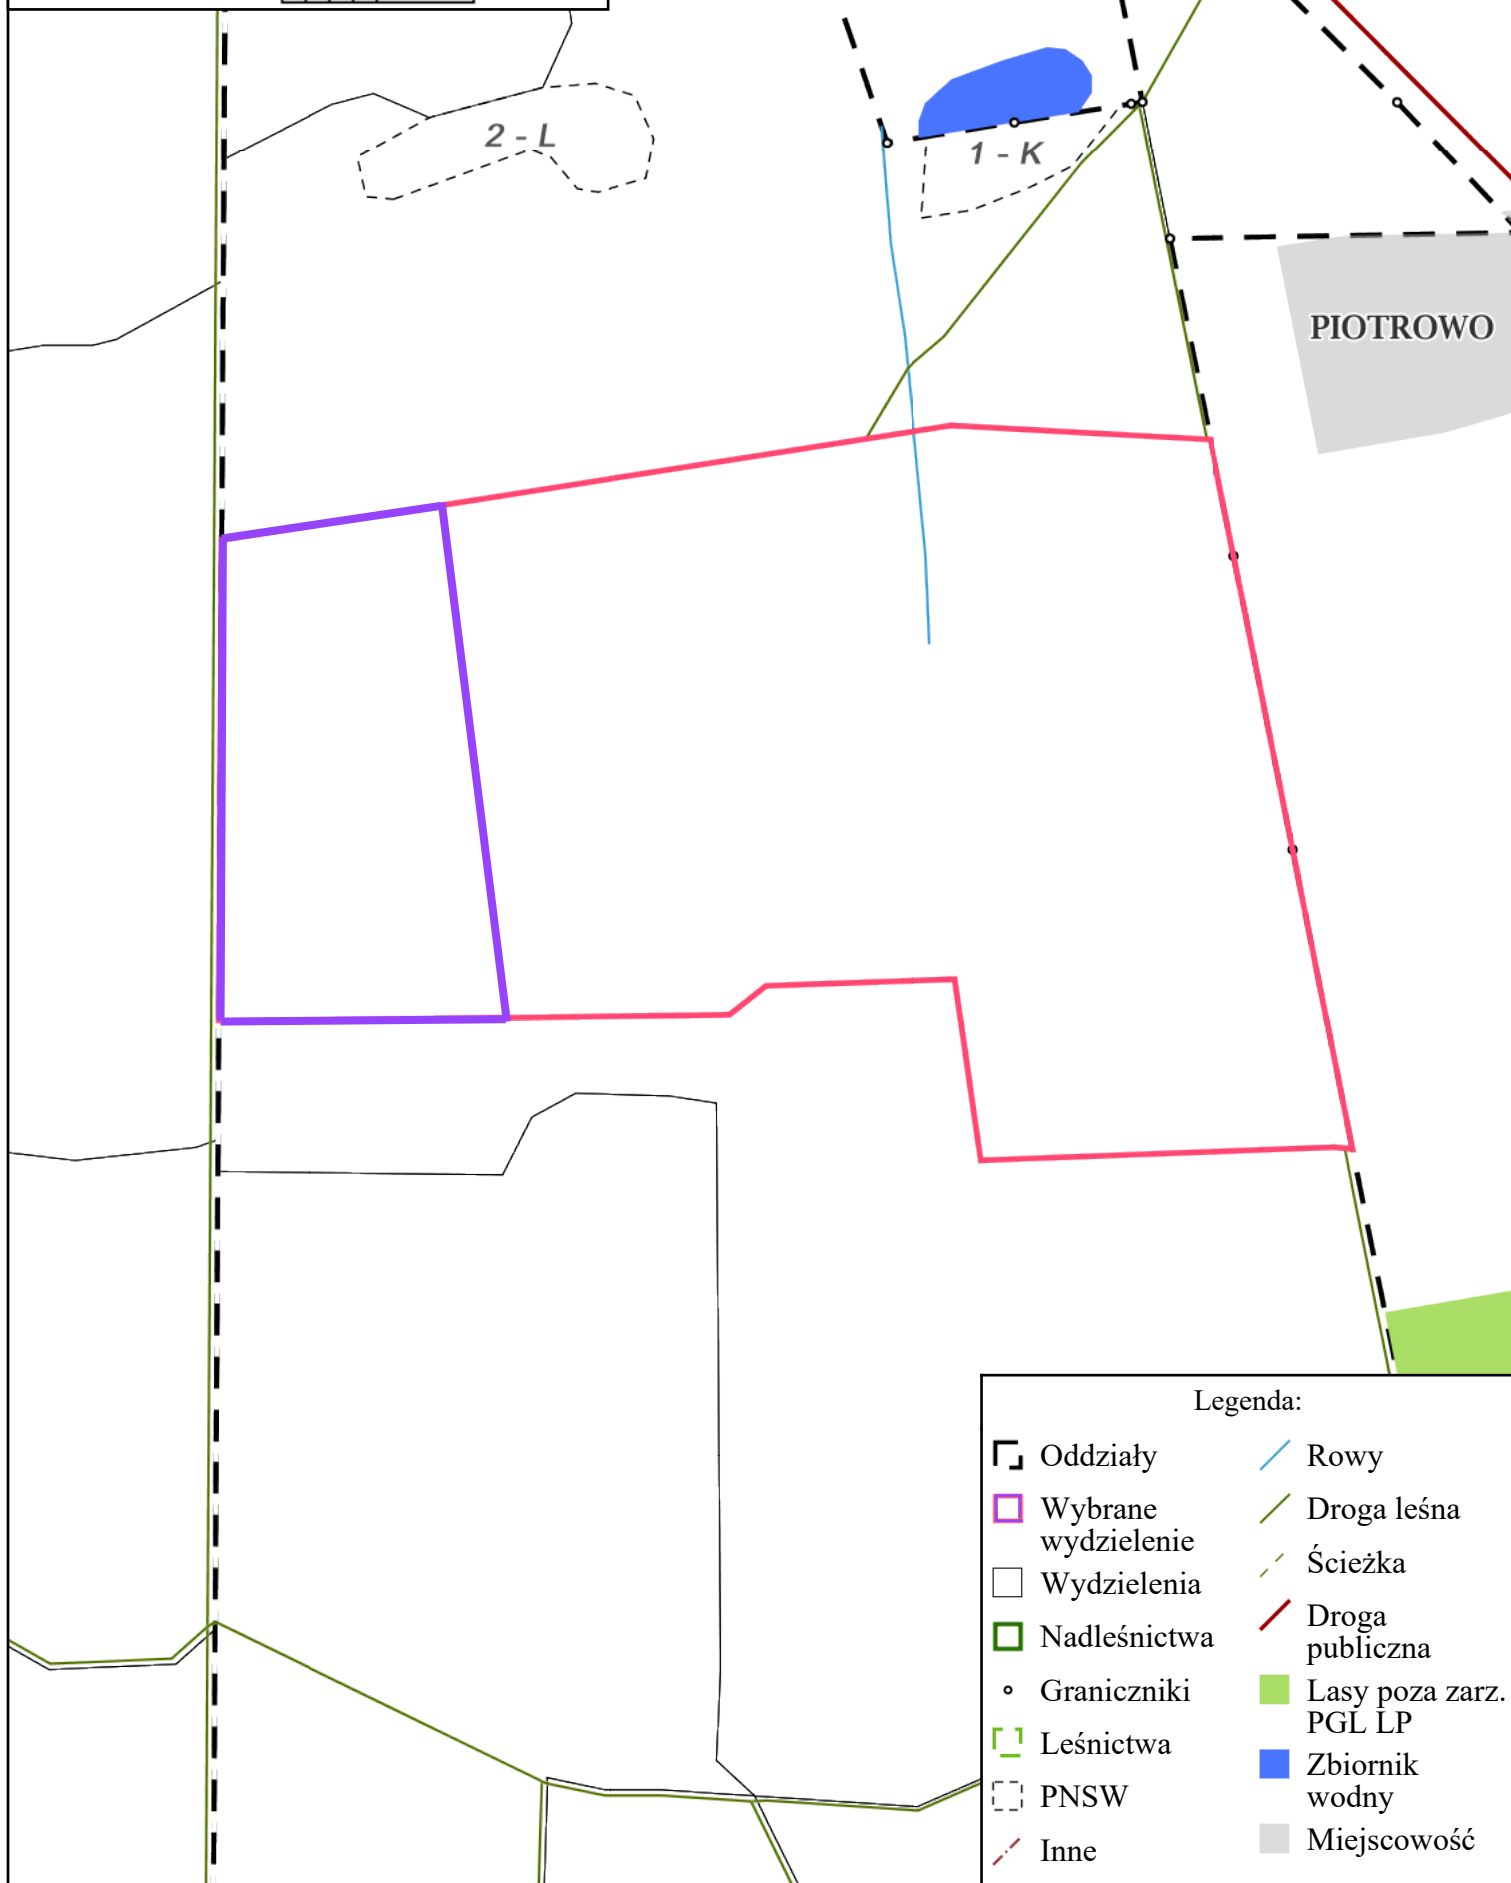 2 - L
1 - K
PIOTROWO
Legenda:
Oddziały
Wybrane
wydzielenie
Wydzielenia
Nadleśnictwa
Graniczniki
Leśnictwa
PNSW
Inne
Rowy
Droga leśna
Ścieżka
Droga
publiczna
Lasy poza zarz.
PGL LP
Zbiornik
wodny
Miejscowość